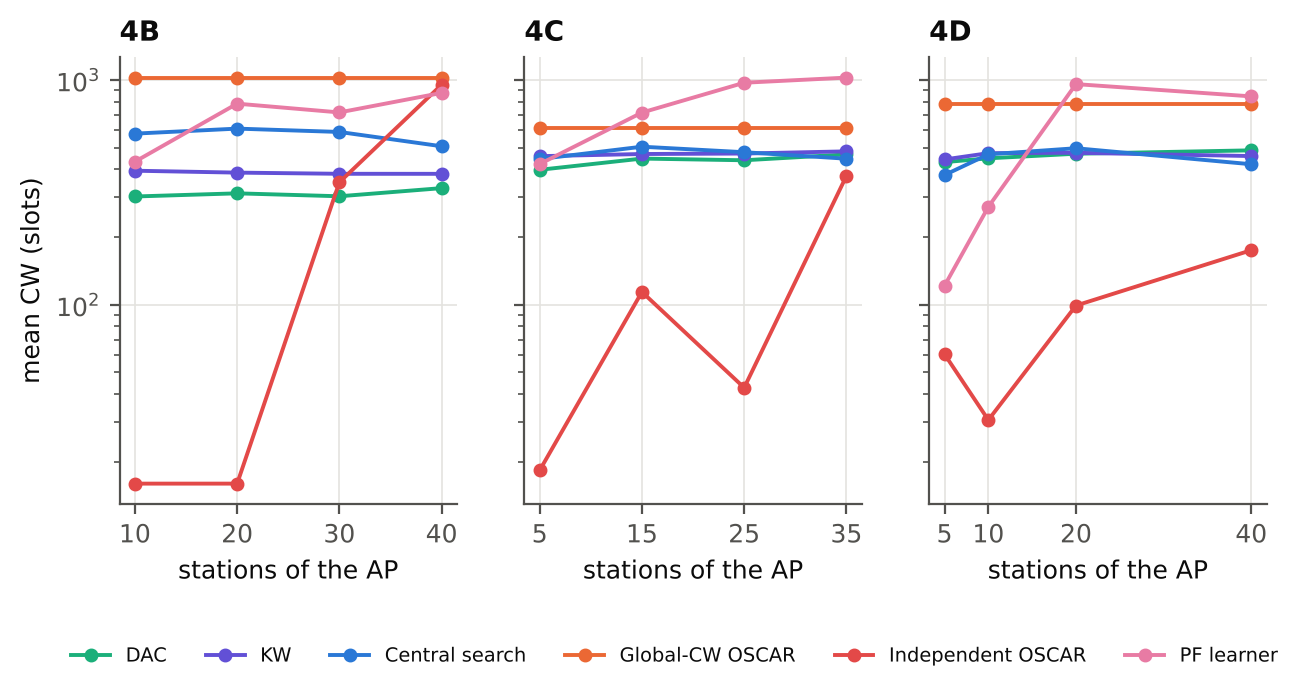 4B
4C
4D
mean CW (slots)
10³
10²
10 20 30 40
5 15 25 35
5 10 20 40
stations of the AP
stations of the AP
stations of the AP
DAC
KW
Central search
Global-CW OSCAR
Independent OSCAR
PF learner